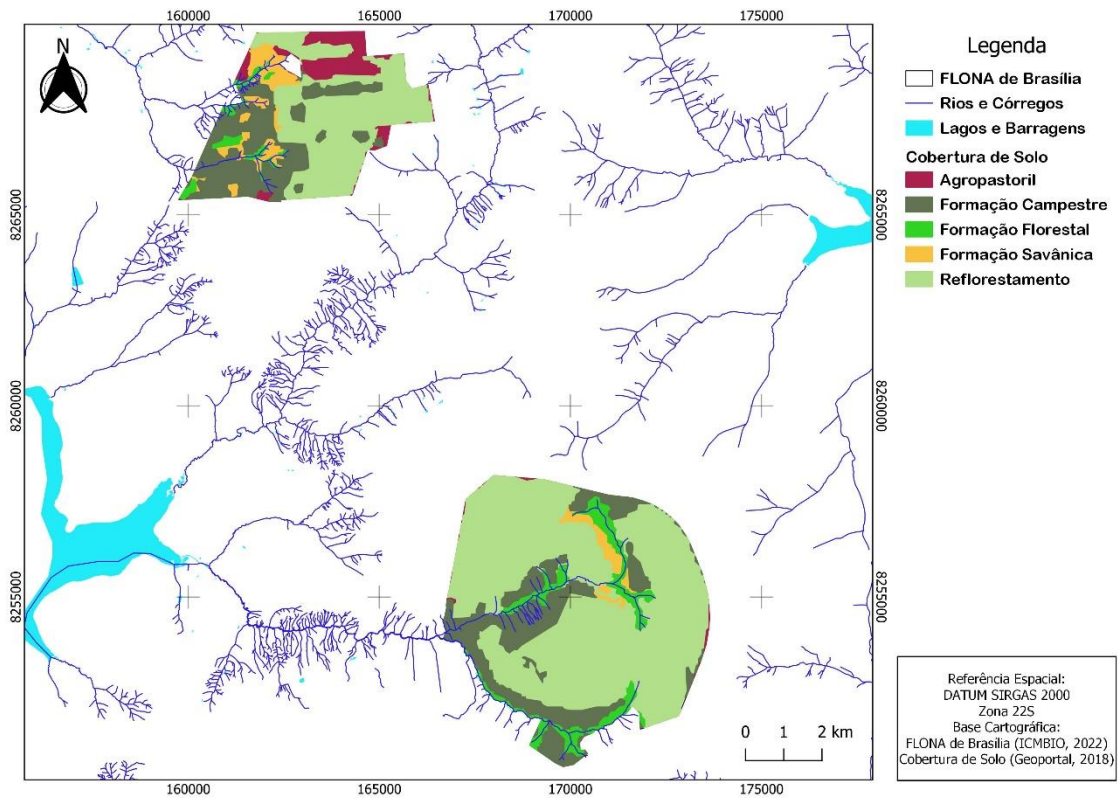 160000 165000 170000 175000
N
8265000 8265000
8260000 8260000
8255000 8255000
0 1 2 km
160000 165000 170000 175000
Legenda
FLONA de Brasília
Rios e Córregos
Lagos e Barragens
Cobertura de Solo
Agropastoril
Formação Campestre
Formação Florestal
Formação Savânica
Reflorestamento
Referência Espacial:
DATUM SIRGAS 2000
Zona 22S
Base Cartográfica:
FLONA de Brasília (ICMBIO, 2022)
Cobertura de Solo (Geoportal, 2018)